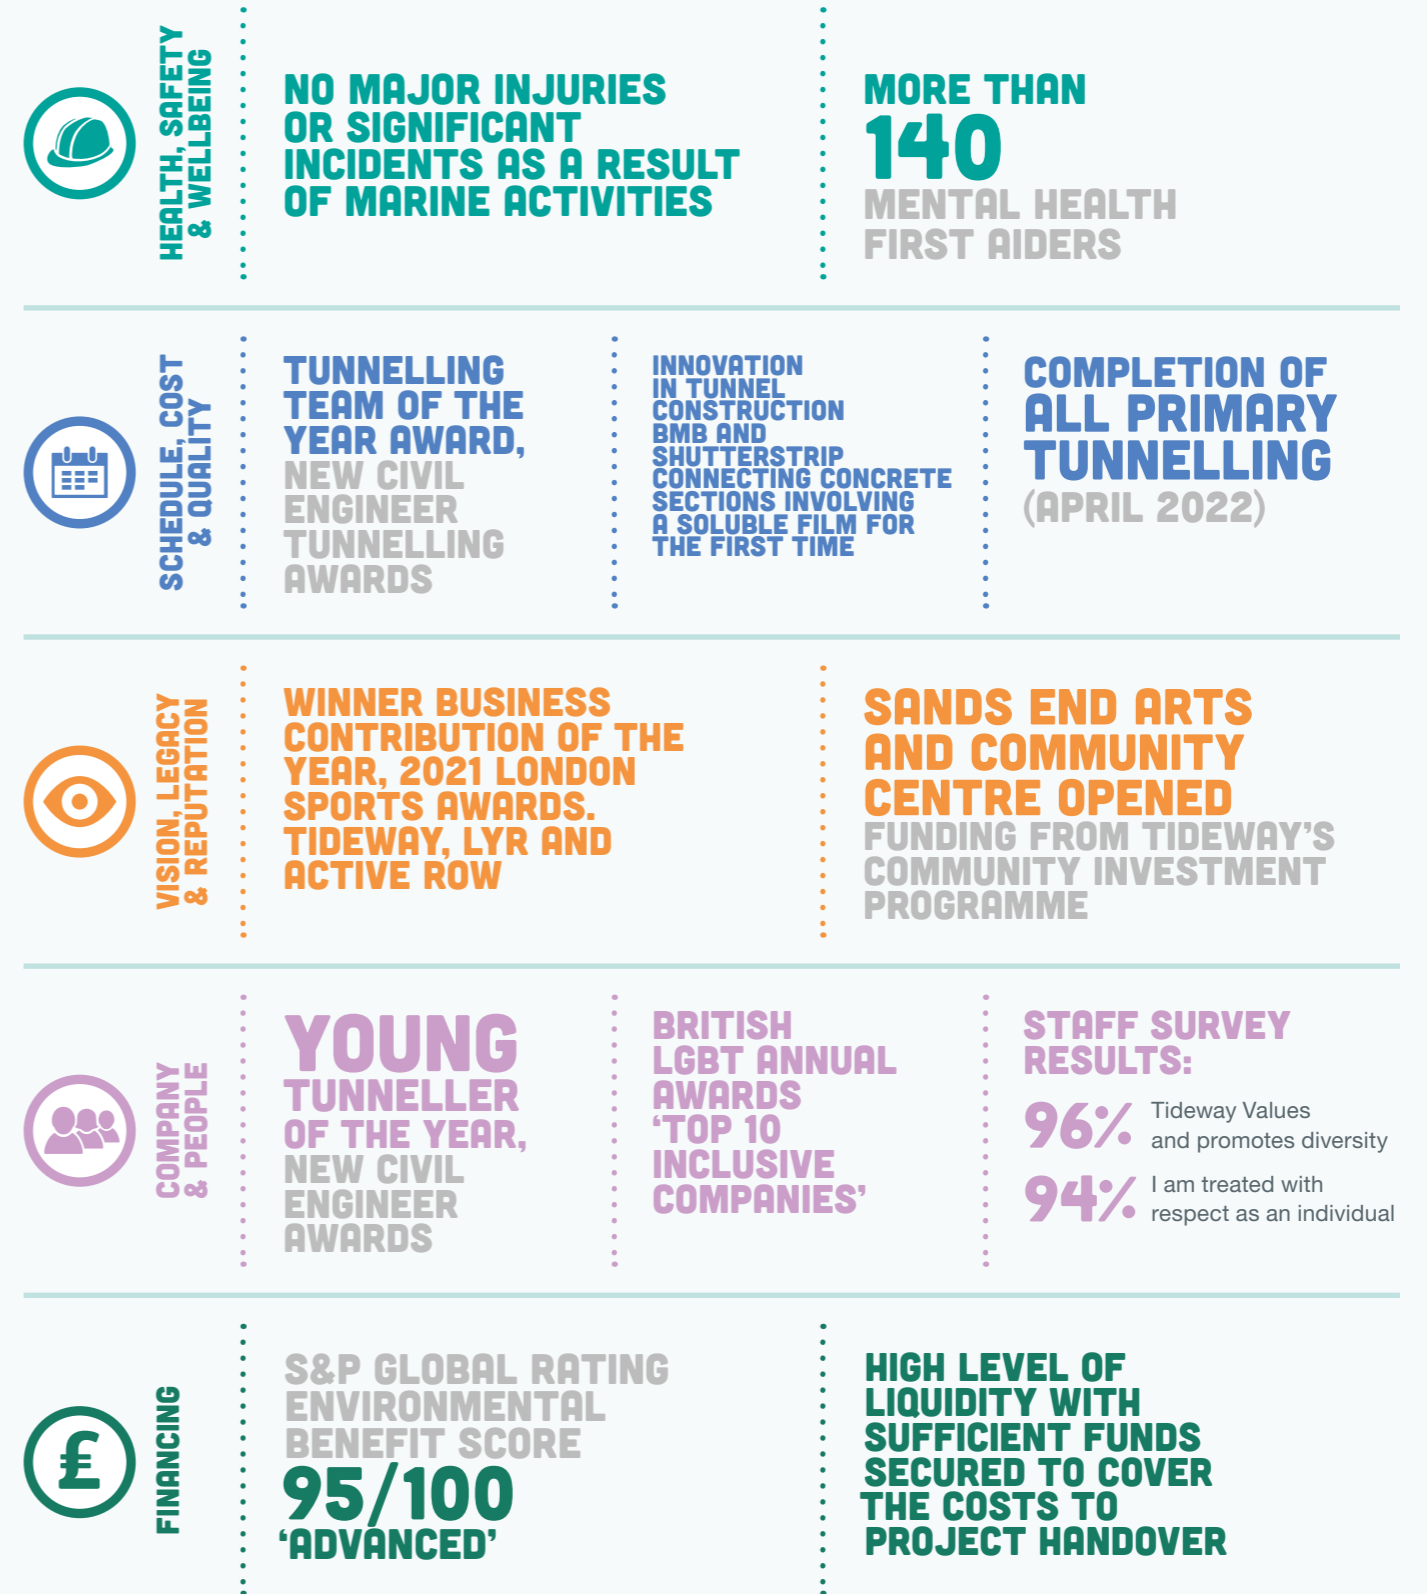 HEALTH, SAFETY
& WELLBEING
NO MAJOR INJURIES
OR SIGNIFICANT
INCIDENTS AS A RESULT
OF MARINE ACTIVITIES
MORE THAN
140
MENTAL HEALTH
FIRST AIDERS
SCHEDULE, COST
& QUALITY
TUNNELLING
TEAM OF THE
YEAR AWARD,
NEW CIVIL
ENGINEER
TUNNELLING
AWARDS
INNOVATION
IN TUNNEL
CONSTRUCTION
BMB AND
SHUTTERSTRIP
CONNECTING CONCRETE
SECTIONS INVOLVING
A SOLUBLE FILM FOR
THE FIRST TIME
COMPLETION OF
ALL PRIMARY
TUNNELLING
(APRIL 2022)
VISION, LEGACY
& REPUTATION
WINNER BUSINESS
CONTRIBUTION OF THE
YEAR, 2021 LONDON
SPORTS AWARDS.
TIDEWAY, LYR AND
ACTIVE ROW
SANDS END ARTS
AND COMMUNITY
CENTRE OPENED
FUNDING FROM TIDEWAY'S
COMMUNITY INVESTMENT
PROGRAMME
COMPANY
& PEOPLE
YOUNG
TUNNELLER
OF THE YEAR,
NEW CIVIL
ENGINEER
AWARDS
BRITISH
LGBT ANNUAL
AWARDS
‘TOP 10
INCLUSIVE
COMPANIES’
STAFF SURVEY
RESULTS:
96% Tideway Values
and promotes diversity
94% I am treated with
respect as an individual
£
FINANCING
S&P GLOBAL RATING
ENVIRONMENTAL
BENEFIT SCORE
95/100
‘ADVANCED’
HIGH LEVEL OF
LIQUIDITY WITH
SUFFICIENT FUNDS
SECURED TO COVER
THE COSTS TO
PROJECT HANDOVER